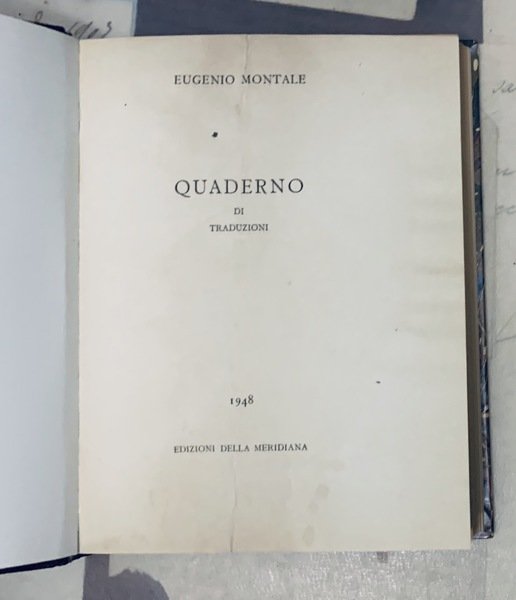 EUGENIO MONTALE
QUADERNO
DI
TRADUZIONI
1948
EDIZIONI DELLA MERIDIANA